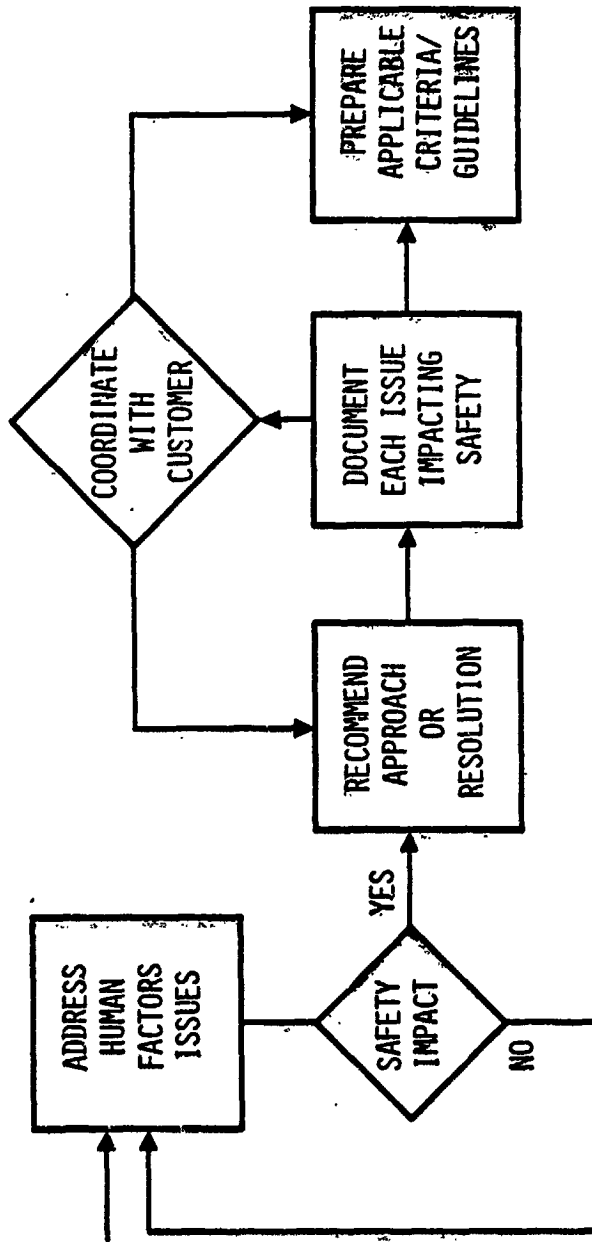 ADDRESS
HUMAN
FACTORS
ISSUES
SAFETY
IMPACT
YES
NO
RECOMMEND
APPROACH
OR
RESOLUTION
DOCUMENT
EACH ISSUE
IMPACTING
SAFETY
COORDINATE
WITH
CUSTOMER
PREPARE
APPLICABLE
CRITERIA/
GUIDELINES